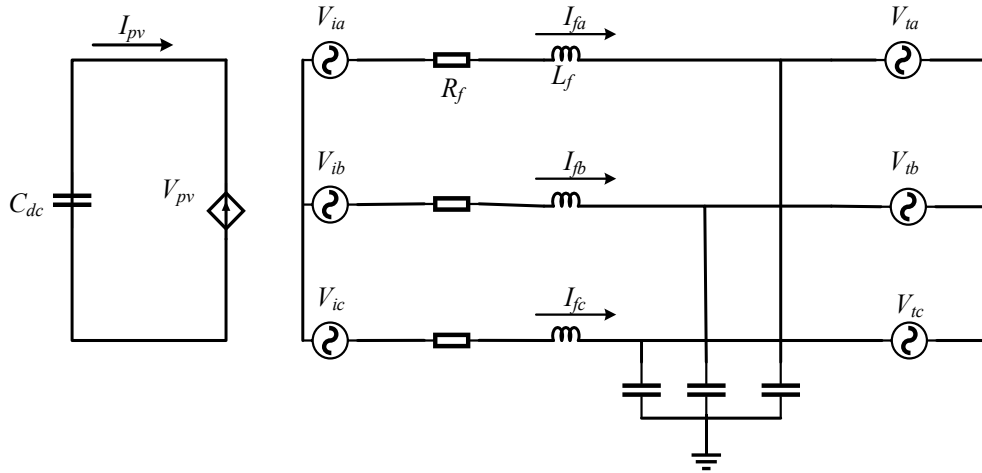 I_pv
V_ia
I_fa
V_ta
R_f
L_f
V_ib
I_fb
V_tb
C_dc
V_pv
V_ic
I_fc
V_tc